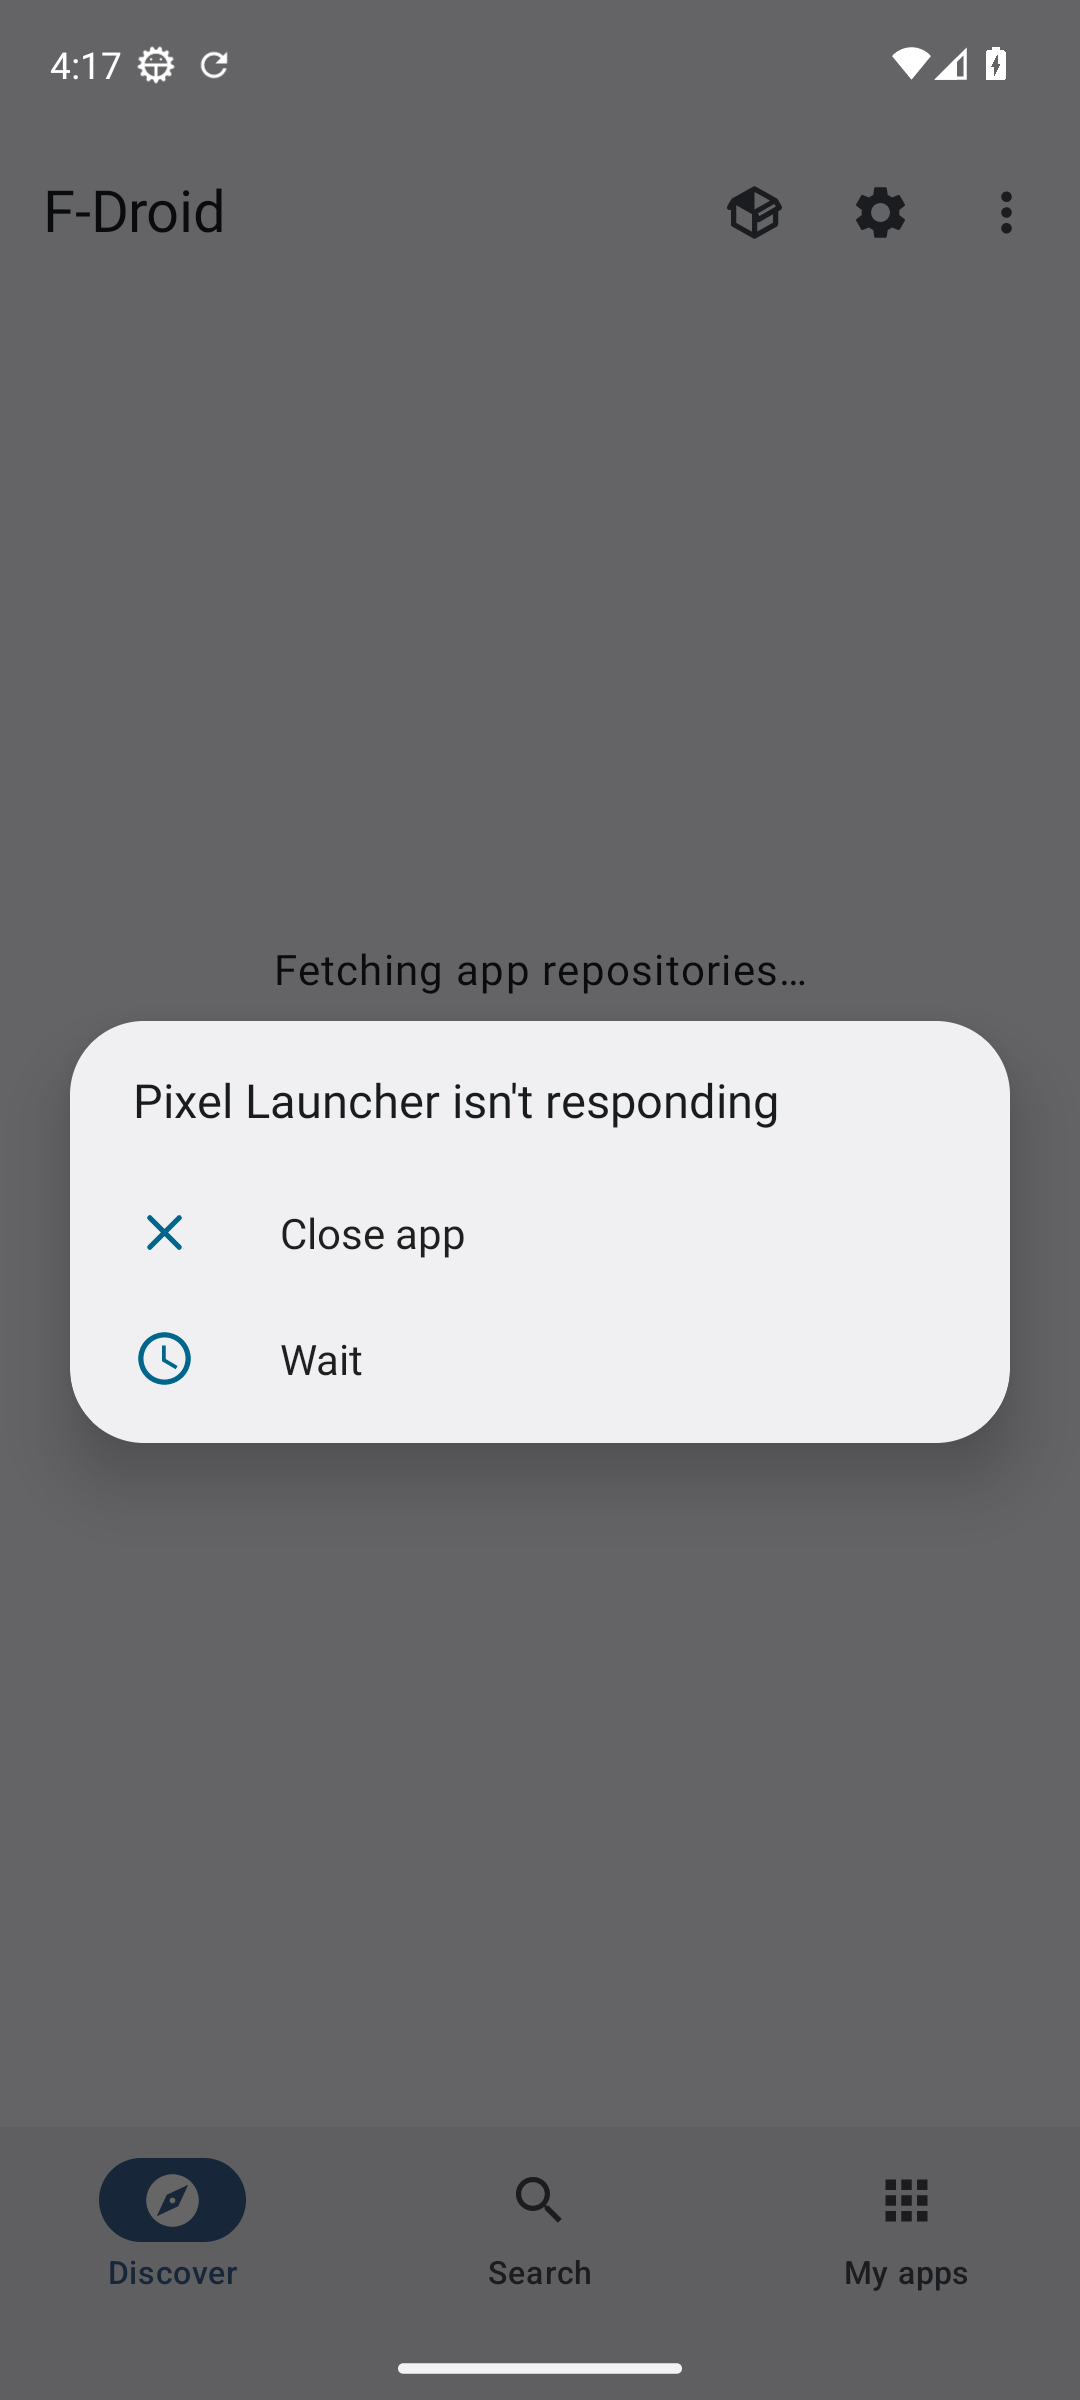 4:17
F-Droid
Fetching app repositories…
Pixel Launcher isn't responding
Close app
Wait
Discover
Search
My apps